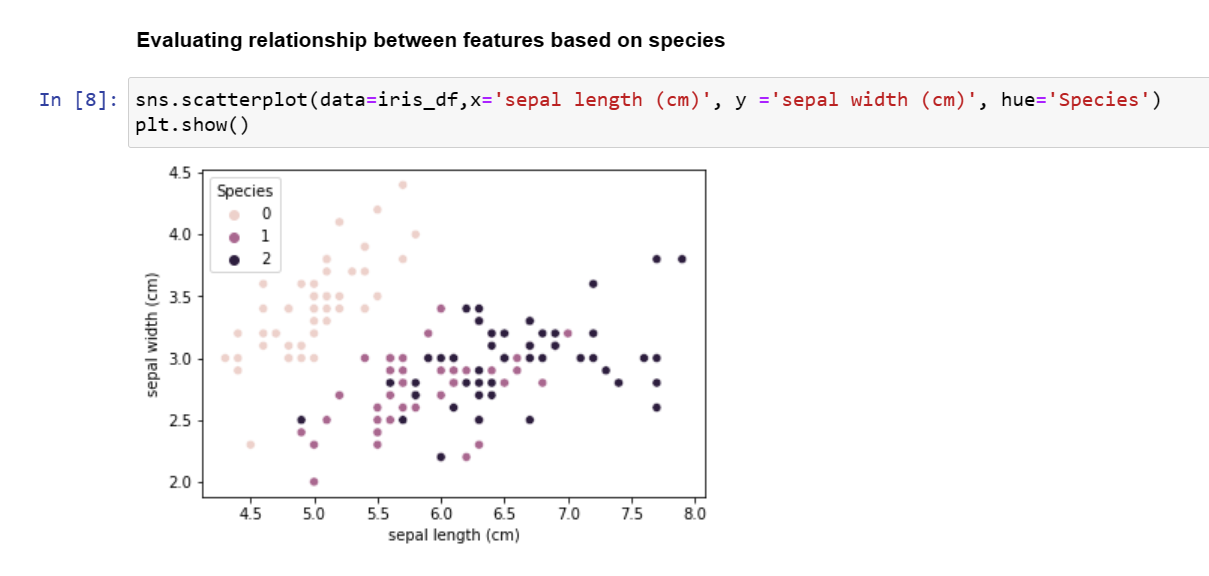 Evaluating relationship between features based on species
In [8]: sns.scatterplot(data=iris_df,x='sepal length (cm)', y ='sepal width (cm)', hue='Species')
plt.show()
4.5
4.0
3.5
3.0
2.5
2.0
sepal width (cm)
Species
0
1
2
4.5 5.0 5.5 6.0 6.5 7.0 7.5 8.0
sepal length (cm)